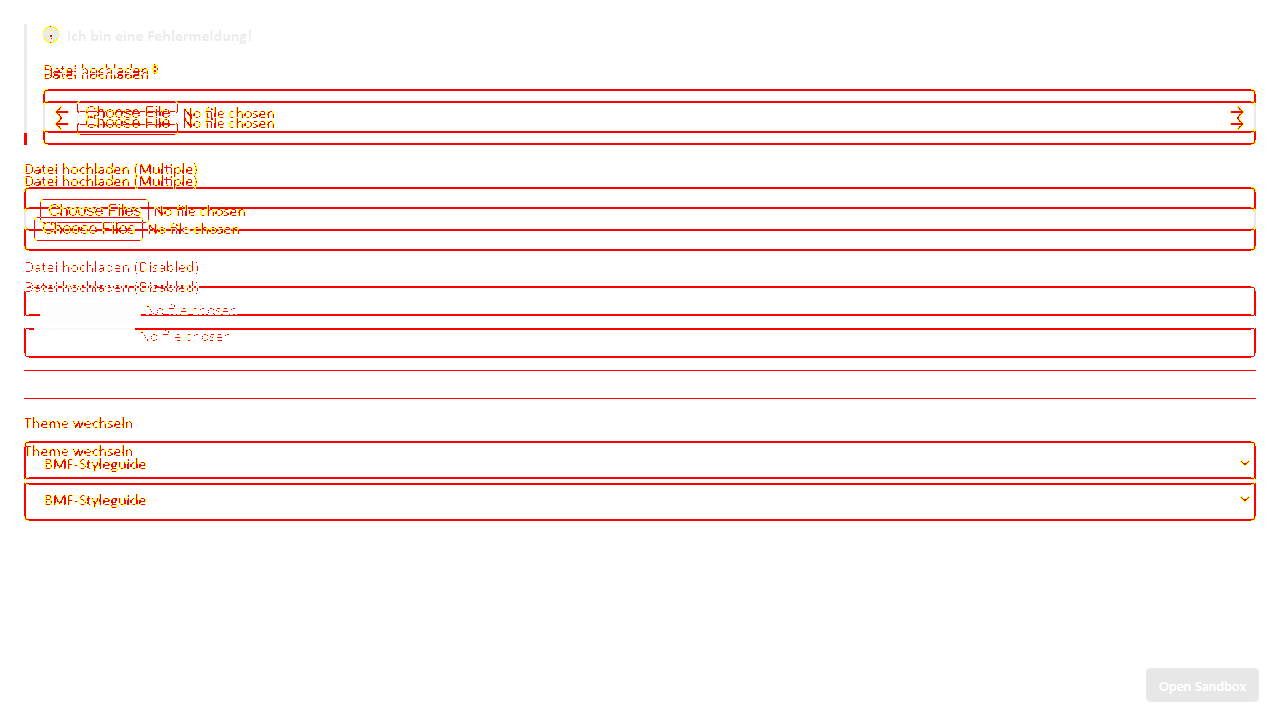 Ich bin eine Fehlermeldung!
Datei hochladen *
Datei hochladen *
Choose File No file chosen
Choose File No file chosen
Datei hochladen (Multiple)
Datei hochladen (Multiple)
Choose Files No file chosen
Choose Files No file chosen
Datei hochladen (Disabled)
Datei hochladen (Disabled)
No file chosen
No file chosen
Theme wechseln
Theme wechseln
BMF-Styleguide
BMF-Styleguide
Open Sandbox